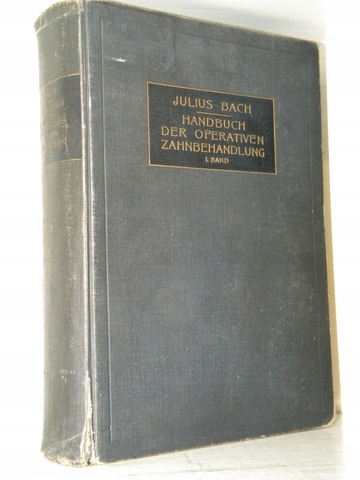 JULIUS BACH
HANDBUCH
DER OPERATIVEN
ZAHNBEHANDLUNG
I. BAND